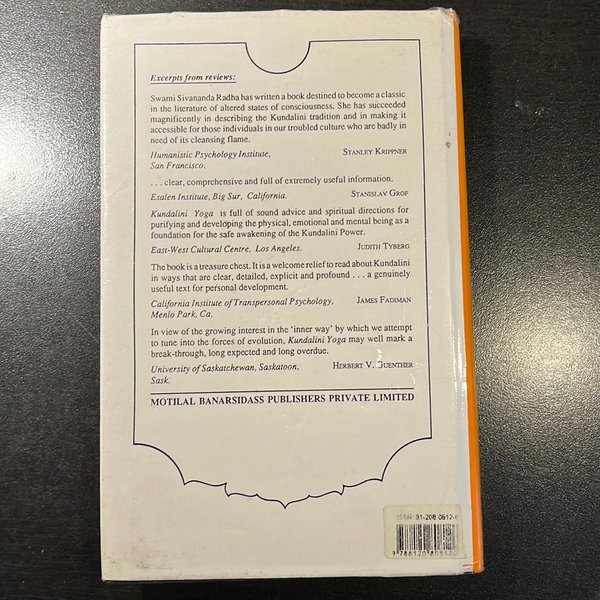 Excerpts from reviews:
Swami Sivananda Radha has written a book destined to become a classic
in the literature of altered states of consciousness. She has succeeded
magnificently in describing the Kundalini tradition and in making it
accessible for those individuals in our troubled culture who are badly in
need of its cleansing flame.
Humanistic Psychology Institute, STANLEY KRIPPNER
San Francisco.
. . . clear, comprehensive and full of extremely useful information.
Esalen Institute, Big Sur, California. STANISLAV GROF
Kundalini Yoga is full of sound advice and spiritual directions for
purifying and developing the physical, emotional and mental being as a
foundation for the safe awakening of the Kundalini Power.
East-West Cultural Centre, Los Angeles. JUDITH TYBERG
The book is a treasure chest. It is a welcome relief to read about Kundalini
in ways that are clear, detailed, explicit and profound . . . a genuinely
useful text for personal development.
California Institute of Transpersonal Psychology, JAMES FADIMAN
Menlo Park, Ca.
In view of the growing interest in the 'inner way' by which we attempt
to tune into the forces of evolution, Kundalini Yoga may well mark a
break-through, long expected and long overdue.
University of Saskatchewan, Saskatoon, HERBERT V. GUENTHER
Sask.
MOTILAL BANARSIDASS PUBLISHERS PRIVATE LIMITED
91-208 0812-